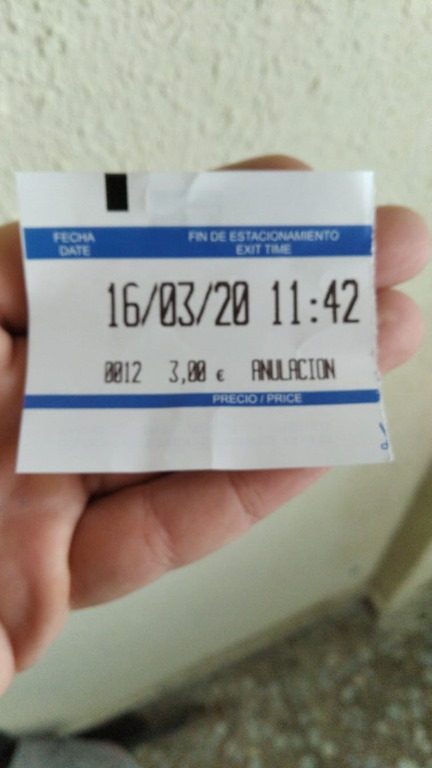 FECHA FIN DE ESTACIONAMIENTO
DATE EXIT TIME
16/03/20 11:42
0012 3,00 € ANULACION
PRECIO / PRICE